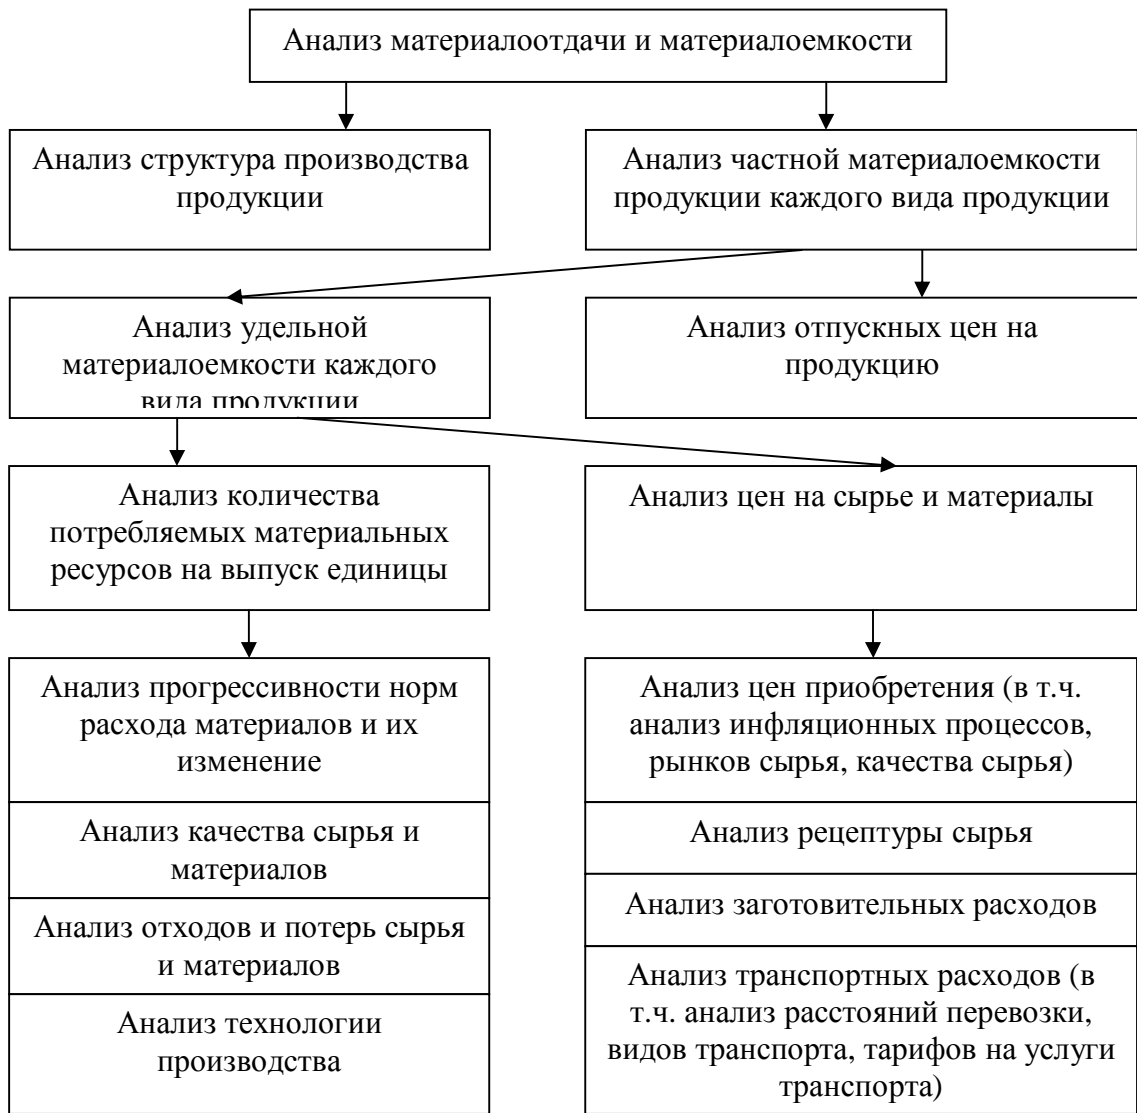 Анализ материалоотдачи и материалоемкости
Анализ структура производства
продукции
Анализ частной материалоемкости
продукции каждого вида продукции
Анализ удельной
материалоемкости каждого
вида продукции
Анализ отпускных цен на
продукцию
Анализ количества
потребляемых материальных
ресурсов на выпуск единицы
Анализ цен на сырье и материалы
Анализ прогрессивности норм
расхода материалов и их
изменение
Анализ качества сырья и
материалов
Анализ отходов и потерь сырья
и материалов
Анализ технологии
производства
Анализ цен приобретения (в т.ч.
анализ инфляционных процессов,
рынков сырья, качества сырья)
Анализ рецептуры сырья
Анализ заготовительных расходов
Анализ транспортных расходов (в
т.ч. анализ расстояний перевозки,
видов транспорта, тарифов на услуги
транспорта)